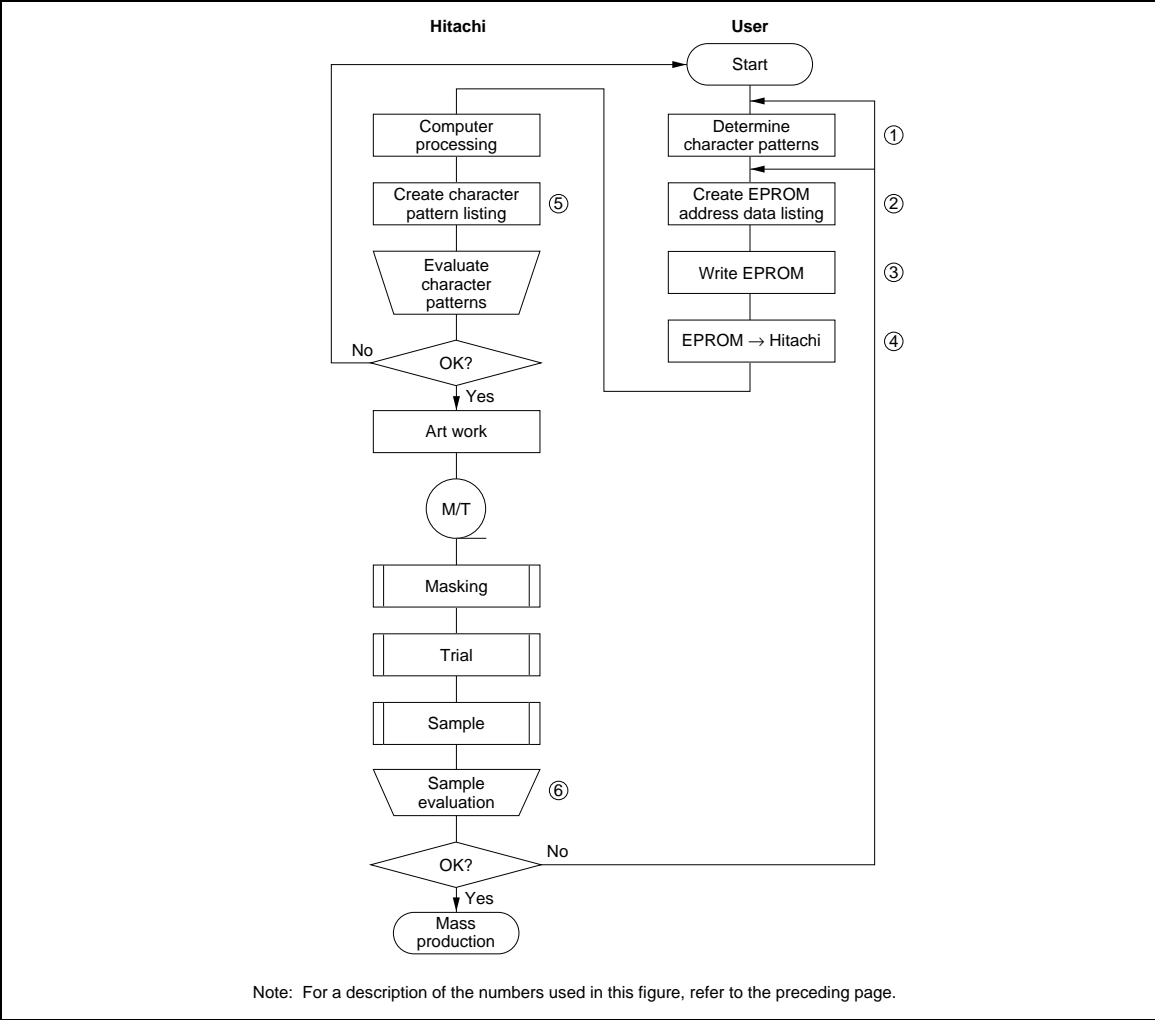 Hitachi
User
Start
Determine
character patterns
①
Create EPROM
address data listing
②
Write EPROM
③
EPROM → Hitachi
④
Computer
processing
Create character
pattern listing
⑤
Evaluate
character
patterns
No
OK?
Yes
Art work
M/T
Masking
Trial
Sample
Sample
evaluation
⑥
OK?
No
Yes
Mass
production
Note: For a description of the numbers used in this figure, refer to the preceding page.